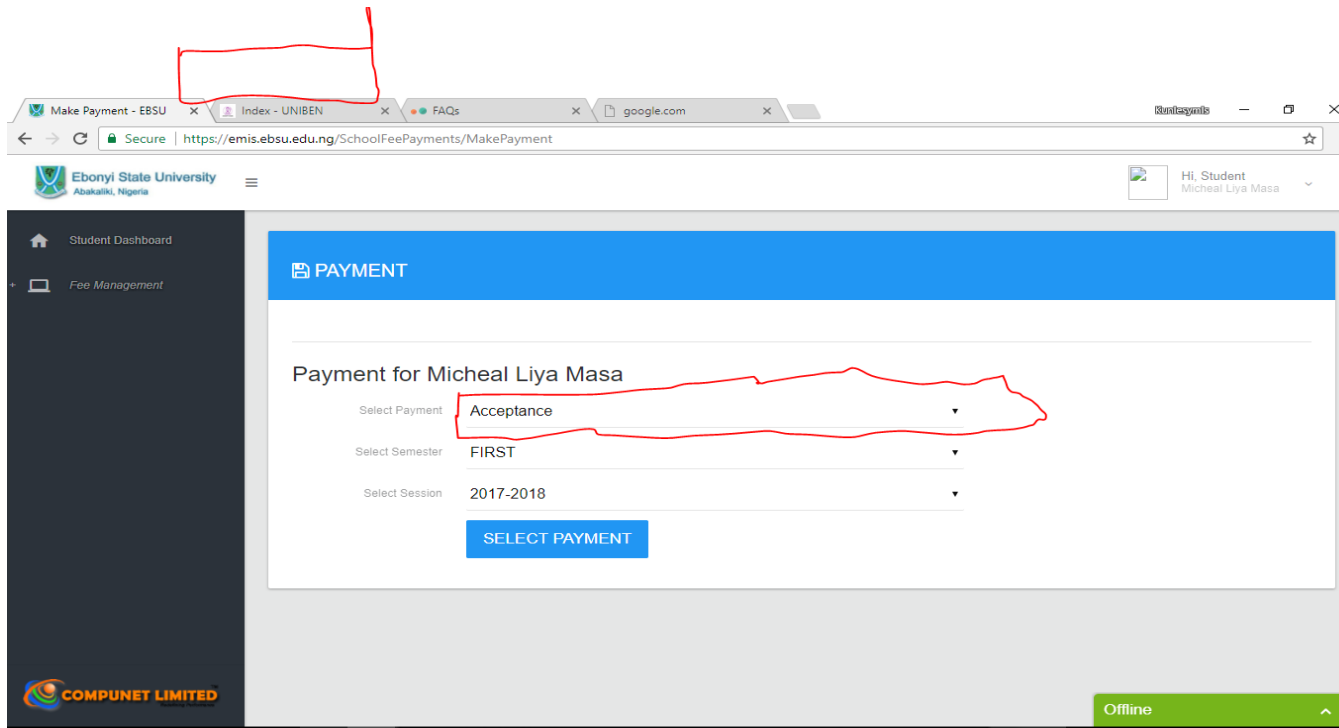 Make Payment - EBSU
Index - UNIBEN
FAQs
google.com
Kunlesymis
Secure | https://emis.ebsu.edu.ng/SchoolFeePayments/MakePayment
Ebonyi State University
Abakaliki, Nigeria
Hi, Student
Micheal Liya Masa
Student Dashboard
+ Fee Management
PAYMENT
Payment for Micheal Liya Masa
Select Payment Acceptance
Select Semester FIRST
Select Session 2017-2018
SELECT PAYMENT
COMPUNET LIMITED
Offline